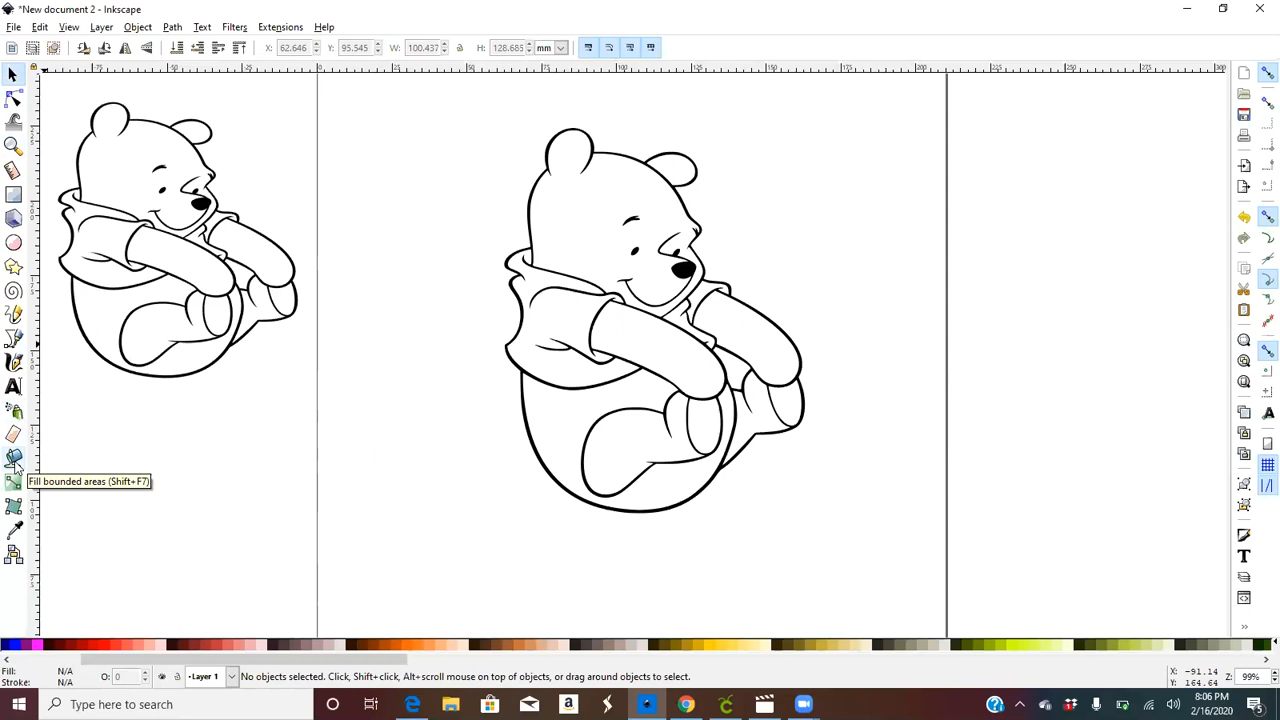 *New document 2 - Inkscape
File Edit View Layer Object Path Text Filters Extensions Help
X: 62.646 Y: 95.545 W: 100.437 H: 128.685 mm
Fill bounded areas (Shift+F7)
Fill: N/A
Stroke: N/A
O: 0
Layer 1
No objects selected. Click, Shift+click, Alt+scroll mouse on top of objects, or drag around objects to select.
X: -91.14
Y: 164.64
Z: 99%
Type here to search
8:06 PM
2/16/2020